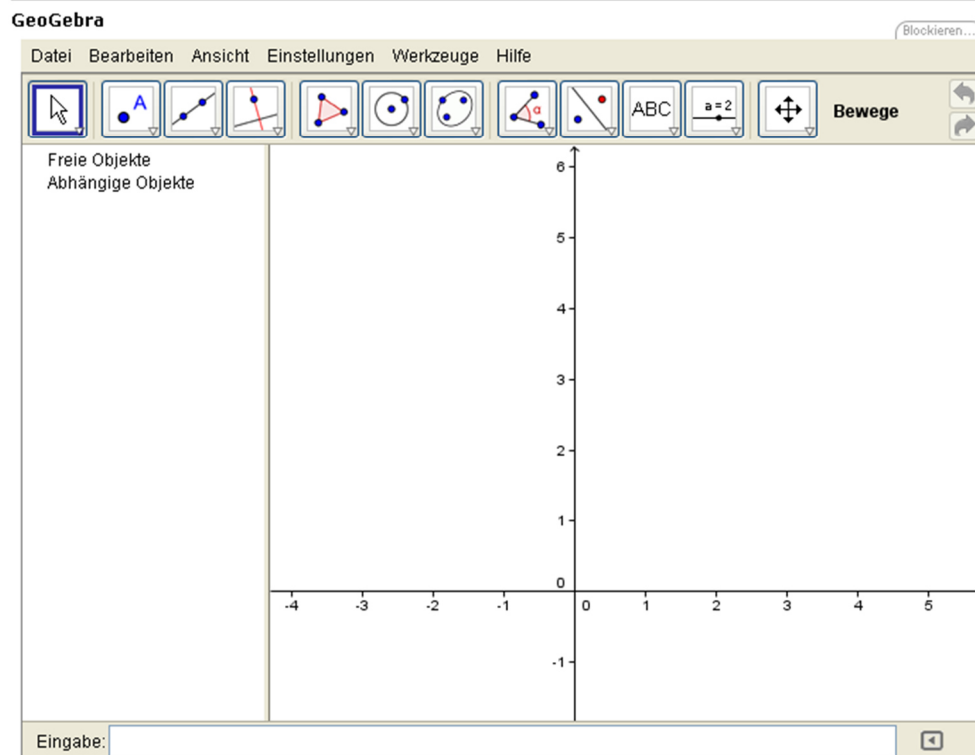 GeoGebra
Blockieren...
Datei Bearbeiten Ansicht Einstellungen Werkzeuge Hilfe
A α ABC a = 2 Bewege
Freie Objekte
Abhängige Objekte
6
5
4
3
2
1
0
-4 -3 -2 -1 0 1 2 3 4 5
-1
Eingabe: